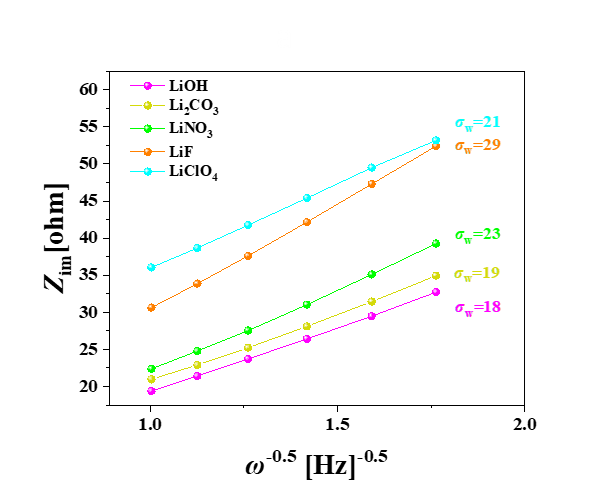 LiOH
Li₂CO₃
LiNO₃
LiF
LiClO₄
σw=21
σw=29
σw=23
σw=19
σw=18
60
55
50
45
40
35
30
25
20
Zim [ohm]
1.0 1.5 2.0
ω-0.5 [Hz]-0.5